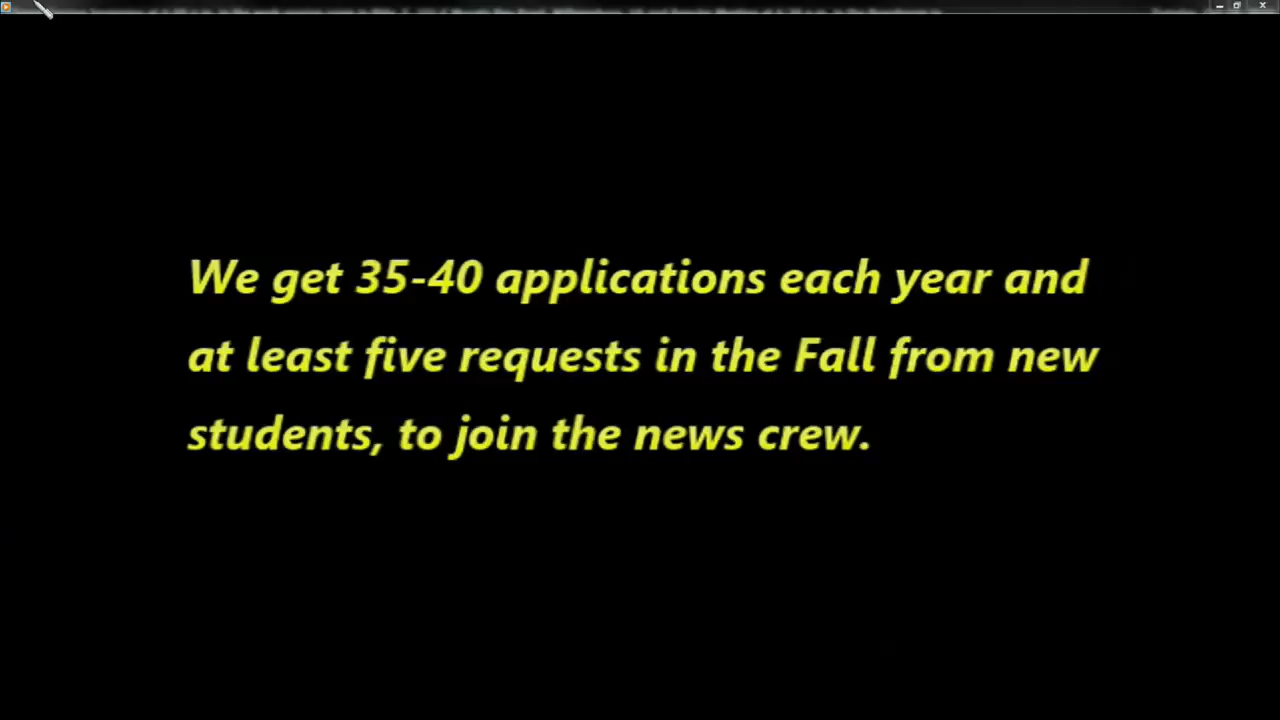 We get 35-40 applications each year and
at least five requests in the Fall from new
students, to join the news crew.